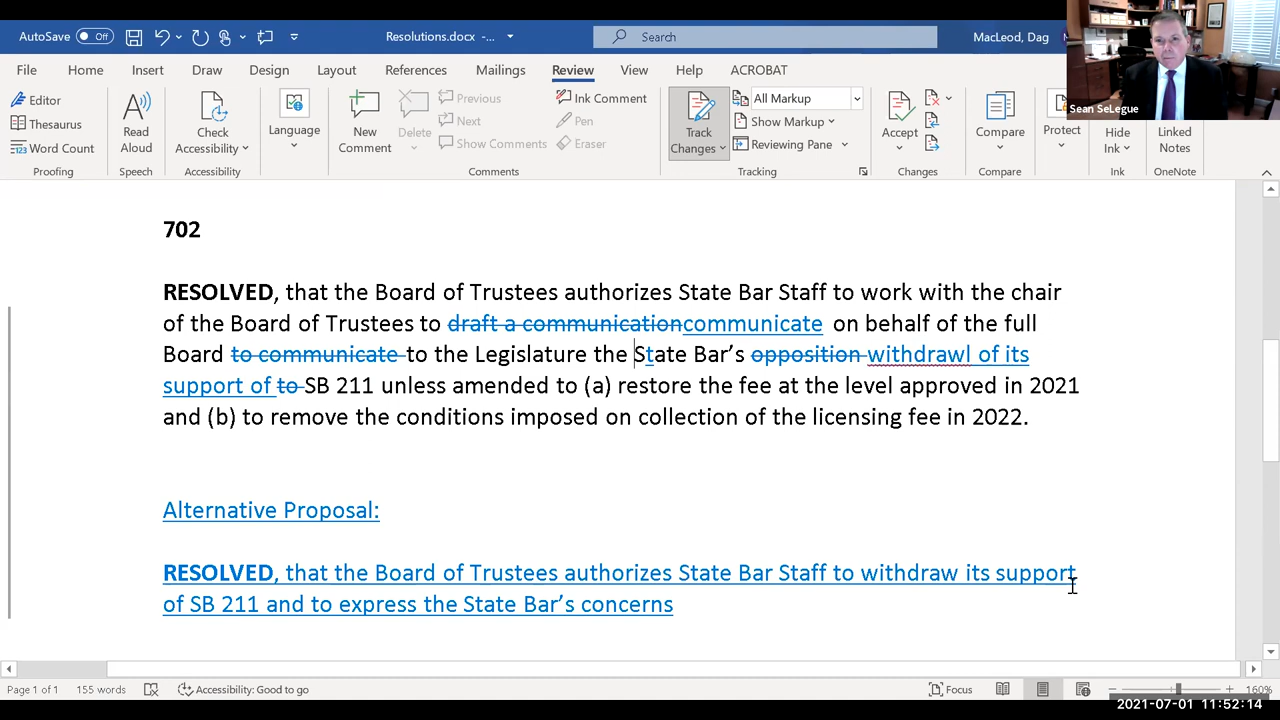 AutoSave Off Resolutions.docx -... Search MacLeod, Dag
File Home Insert Draw Design Layout References Mailings Review View Help ACROBAT
Sean SeLegue
Editor
Thesaurus
Word Count
Proofing
Read Aloud
Speech
Check Accessibility
Accessibility
Language
New Comment
Delete
Previous
Next
Show Comments
Ink Comment
Pen
Eraser
Comments
Track Changes
All Markup
Show Markup
Reviewing Pane
Tracking
Accept
Changes
Compare
Compare
Protect
Hide Ink
Ink
Linked Notes
OneNote
702
RESOLVED, that the Board of Trustees authorizes State Bar Staff to work with the chair
of the Board of Trustees to draft a communicationcommunicate on behalf of the full
Board to communicate to the Legislature the State Bar’s opposition withdrawl of its
support of to SB 211 unless amended to (a) restore the fee at the level approved in 2021
and (b) to remove the conditions imposed on collection of the licensing fee in 2022.
Alternative Proposal:
RESOLVED, that the Board of Trustees authorizes State Bar Staff to withdraw its support
of SB 211 and to express the State Bar’s concerns
Page 1 of 1 155 words Accessibility: Good to go Focus 160%
2021-07-01 11:52:14